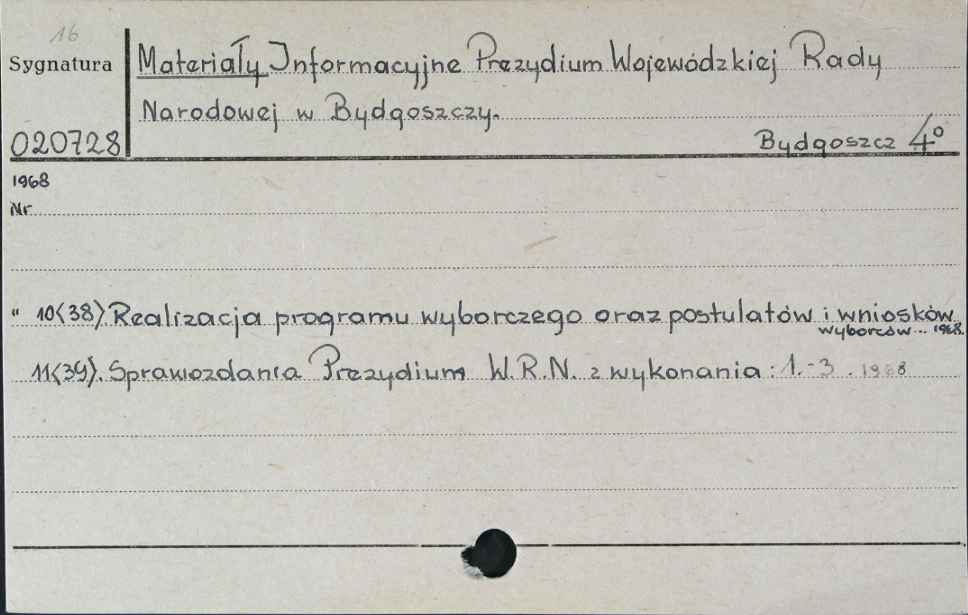 16
Sygnatura
Materiały Informacyjne Prezydium Wojewódzkiej Rady
Narodowej w Bydgoszczy.
020728
Bydgoszcz 4°
1968
Nr
" 10<38>. Realizacja programu wyborczego oraz postulatów i wniosków
wyborców... 1968.
11<39>. Sprawozdania Prezydium W.R.N. z wykonania: 1.-3. 1968